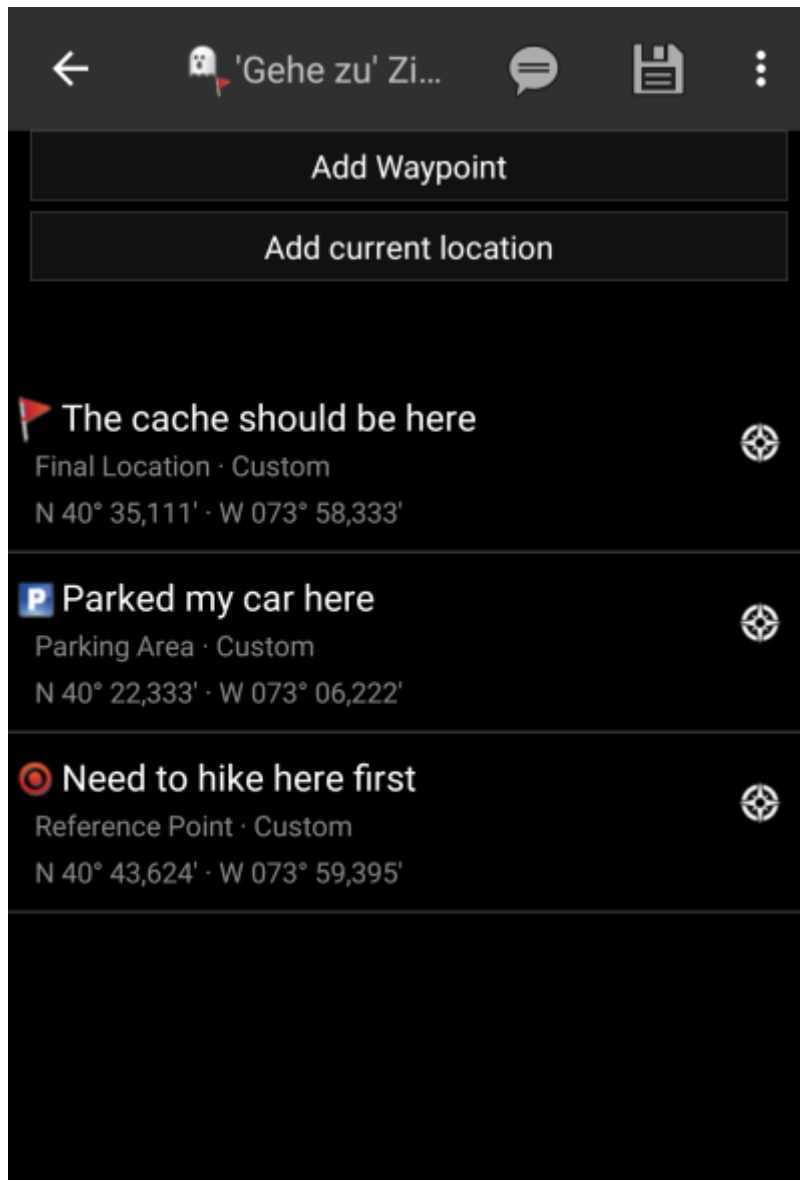 'Gehe zu' Zi...
Add Waypoint
Add current location
The cache should be here
Final Location · Custom
N 40° 35,111' · W 073° 58,333'
P Parked my car here
Parking Area · Custom
N 40° 22,333' · W 073° 06,222'
Need to hike here first
Reference Point · Custom
N 40° 43,624' · W 073° 59,395'